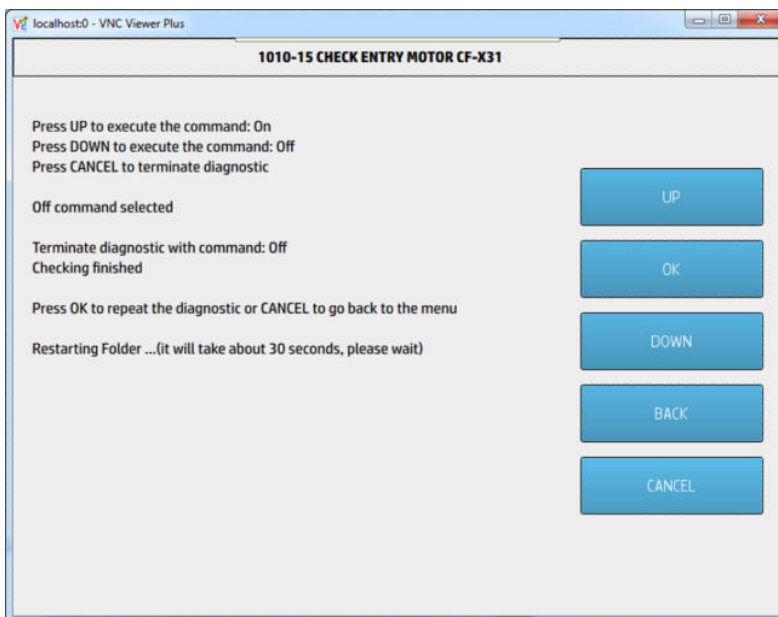 localhost:0 - VNC Viewer Plus
1010-15 CHECK ENTRY MOTOR CF-X31
Press UP to execute the command: On
Press DOWN to execute the command: Off
Press CANCEL to terminate diagnostic
Off command selected
Terminate diagnostic with command: Off
Checking finished
Press OK to repeat the diagnostic or CANCEL to go back to the menu
Restarting Folder ...(it will take about 30 seconds, please wait)
UP
OK
DOWN
BACK
CANCEL